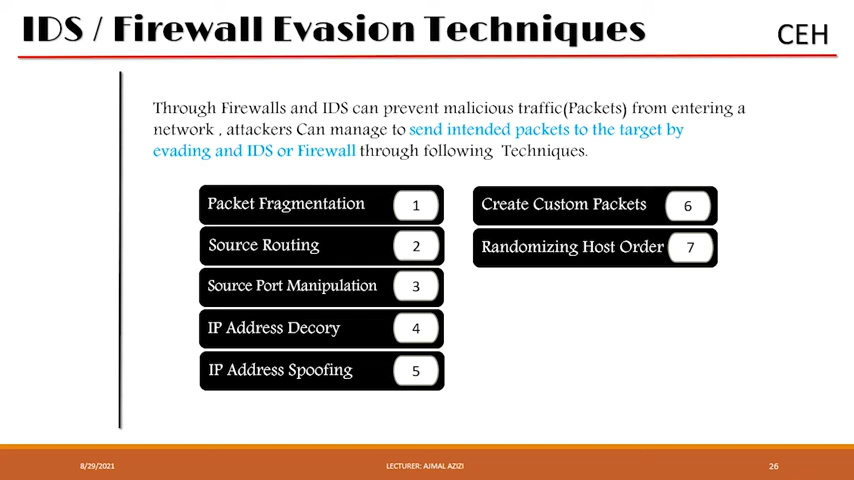 IDS / Firewall Evasion Techniques
CEH
Through Firewalls and IDS can prevent malicious traffic(Packets) from entering a
network , attackers Can manage to send intended packets to the target by
evading and IDS or Firewall through following Techniques.
Packet Fragmentation 1
Source Routing 2
Source Port Manipulation 3
IP Address Decory 4
IP Address Spoofing 5
Create Custom Packets 6
Randomizing Host Order 7
8/29/2021
LECTURER: AJMAL AZIZI
26